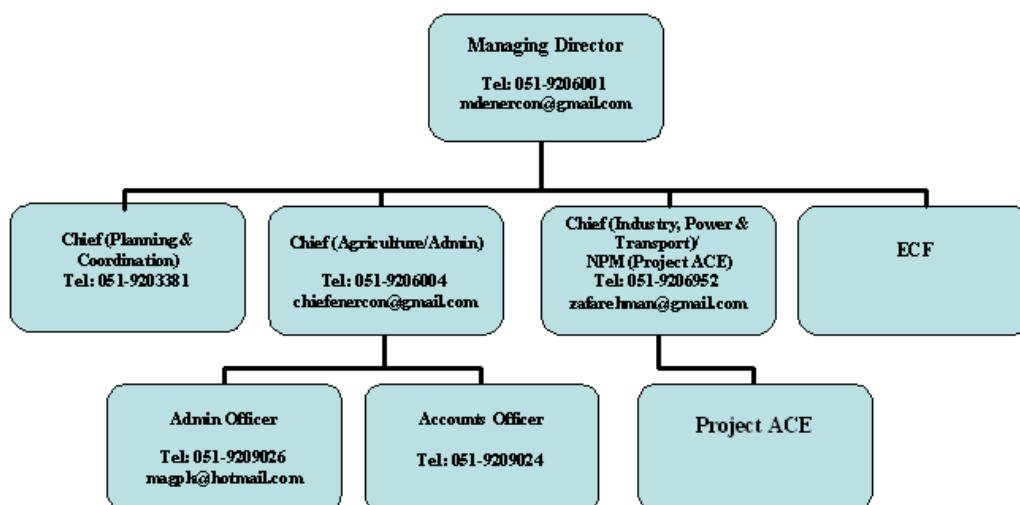 Managing Director
Tel: 051-9206001
mdenercon@gmail.com
Chief (Planning &
Coordination)
Tel: 051-9203381
Chief (Agriculture/Admin)
Tel: 051-9206004
chiefenercon@gmail.com
Chief (Industry, Power &
Transport)/
NPM (Project ACE)
Tel: 051-9206952
zafarehman@gmail.com
ECF
Admin Officer
Tel: 051-9209026
magpk@hotmail.com
Accounts Officer
Tel: 051-9209024
Project ACE